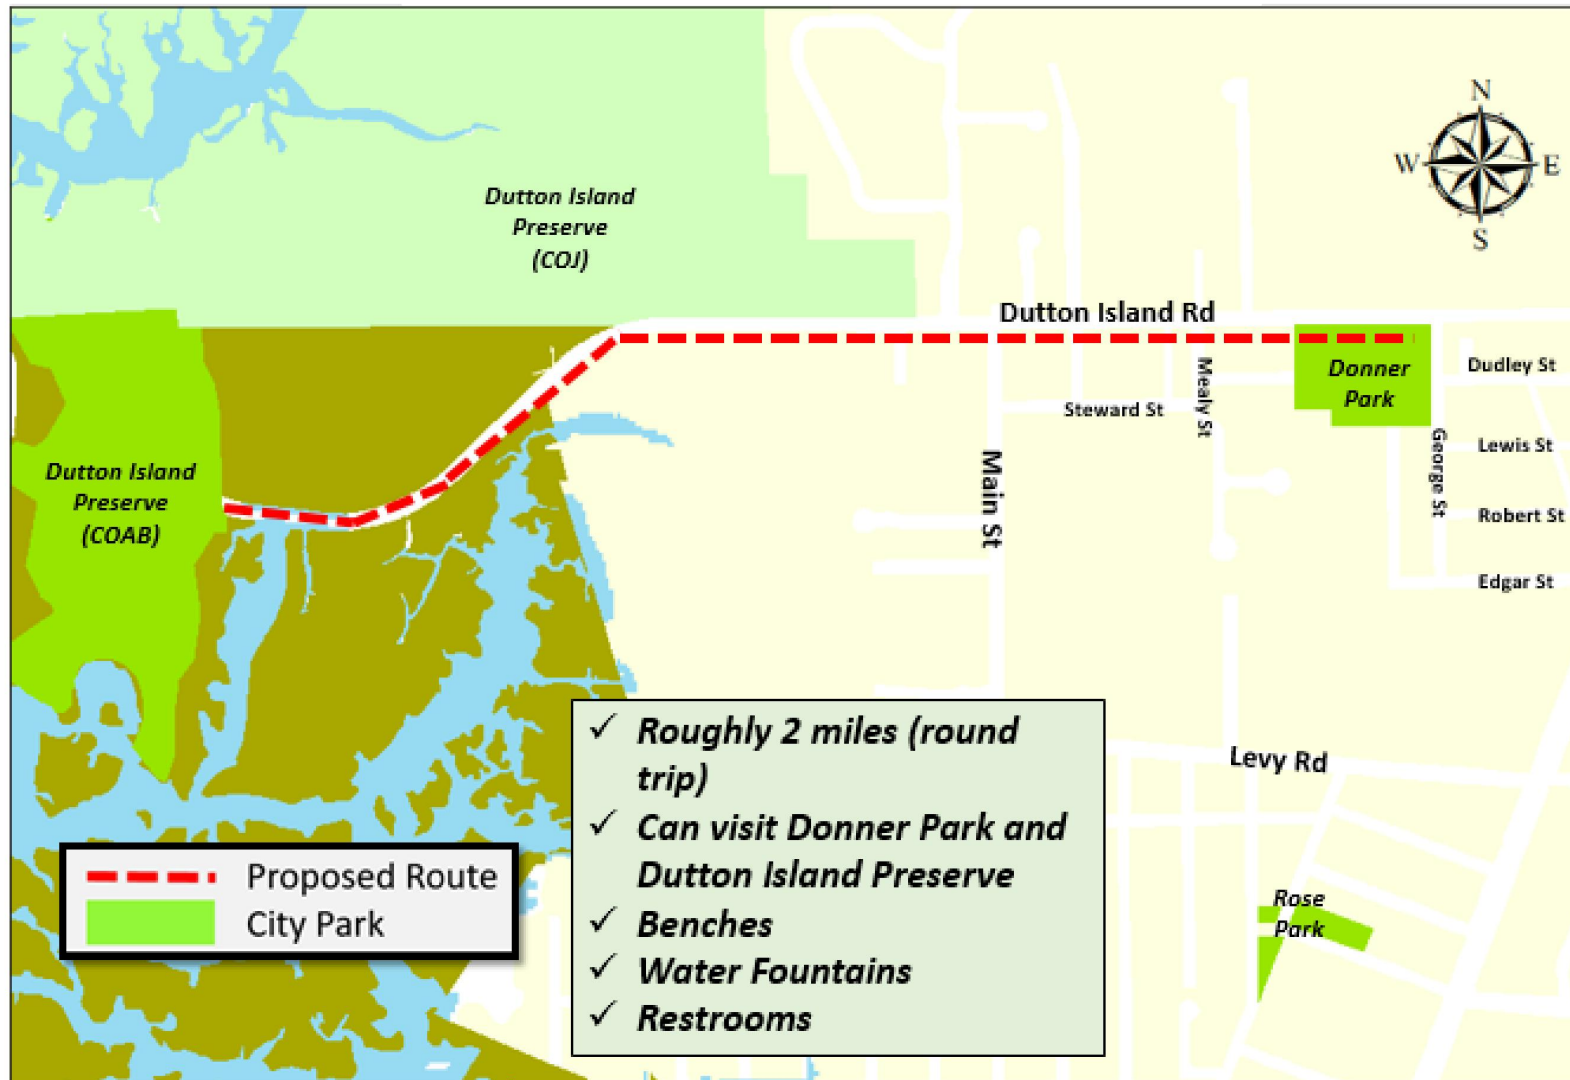 N
W E
S
Dutton Island
Preserve
(COJ)
Dutton Island Rd
Donner
Park
Dudley St
Mealy St
Steward St
George St
Lewis St
Main St
Dutton Island
Preserve
(COAB)
Robert St
Edgar St
Levy Rd
✓ Roughly 2 miles (round
trip)
✓ Can visit Donner Park and
Dutton Island Preserve
✓ Benches
✓ Water Fountains
✓ Restrooms
Proposed Route
City Park
Rose
Park